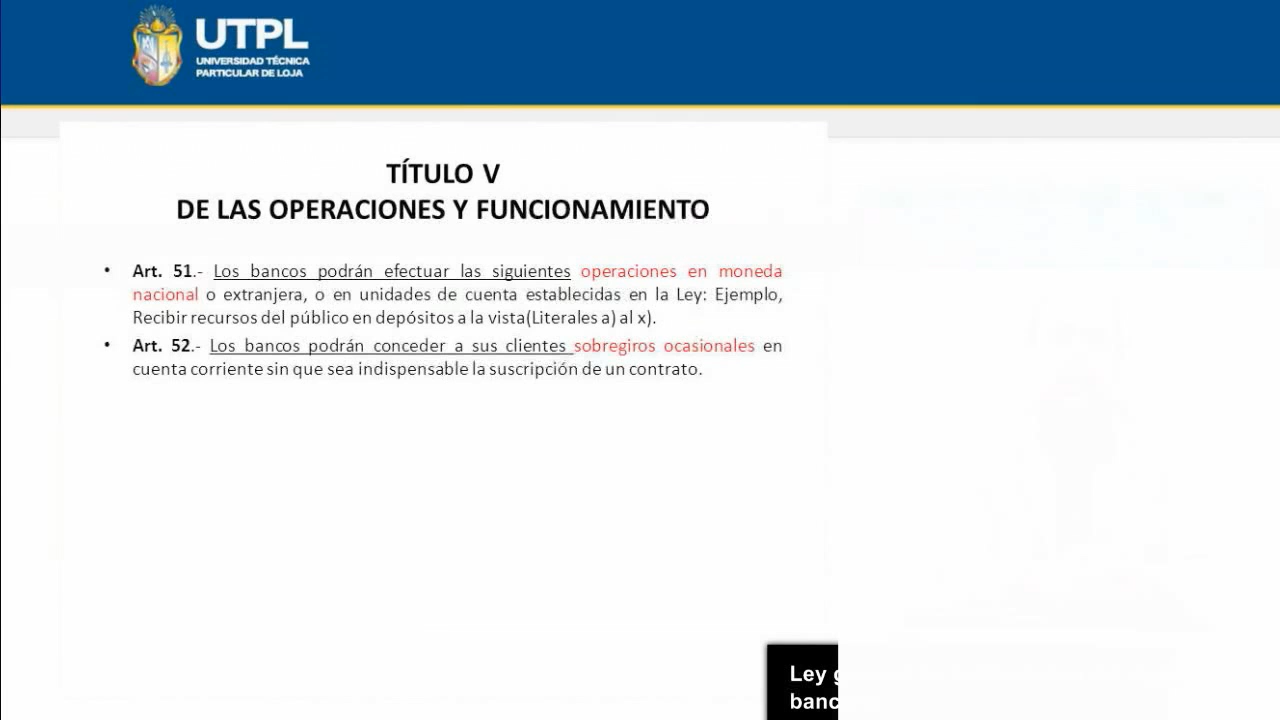 UTPL
UNIVERSIDAD TÉCNICA
PARTICULAR DE LOJA
TÍTULO V
DE LAS OPERACIONES Y FUNCIONAMIENTO
• Art. 51.- Los bancos podrán efectuar las siguientes operaciones en moneda
nacional o extranjera, o en unidades de cuenta establecidas en la Ley: Ejemplo,
Recibir recursos del público en depósitos a la vista(Literales a) al x).
• Art. 52.- Los bancos podrán conceder a sus clientes sobregiros ocasionales en
cuenta corriente sin que sea indispensable la suscripción de un contrato.
Ley